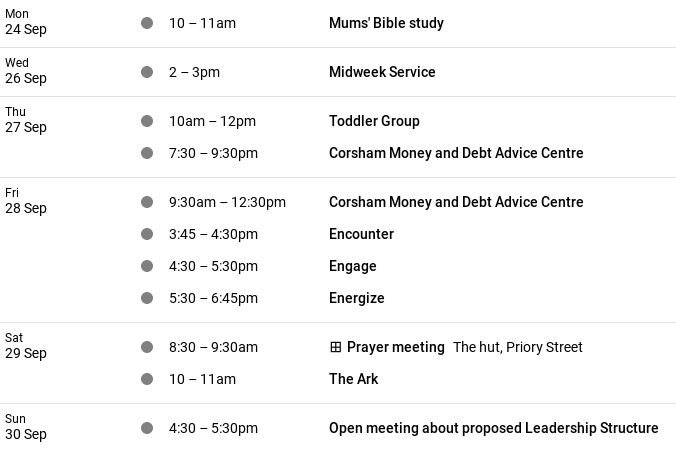 Mon
24 Sep
10 – 11am Mums' Bible study
Wed
26 Sep
2 – 3pm Midweek Service
Thu
27 Sep
10am – 12pm Toddler Group
7:30 – 9:30pm Corsham Money and Debt Advice Centre
Fri
28 Sep
9:30am – 12:30pm Corsham Money and Debt Advice Centre
3:45 – 4:30pm Encounter
4:30 – 5:30pm Engage
5:30 – 6:45pm Energize
Sat
29 Sep
8:30 – 9:30am Prayer meeting The hut, Priory Street
10 – 11am The Ark
Sun
30 Sep
4:30 – 5:30pm Open meeting about proposed Leadership Structure